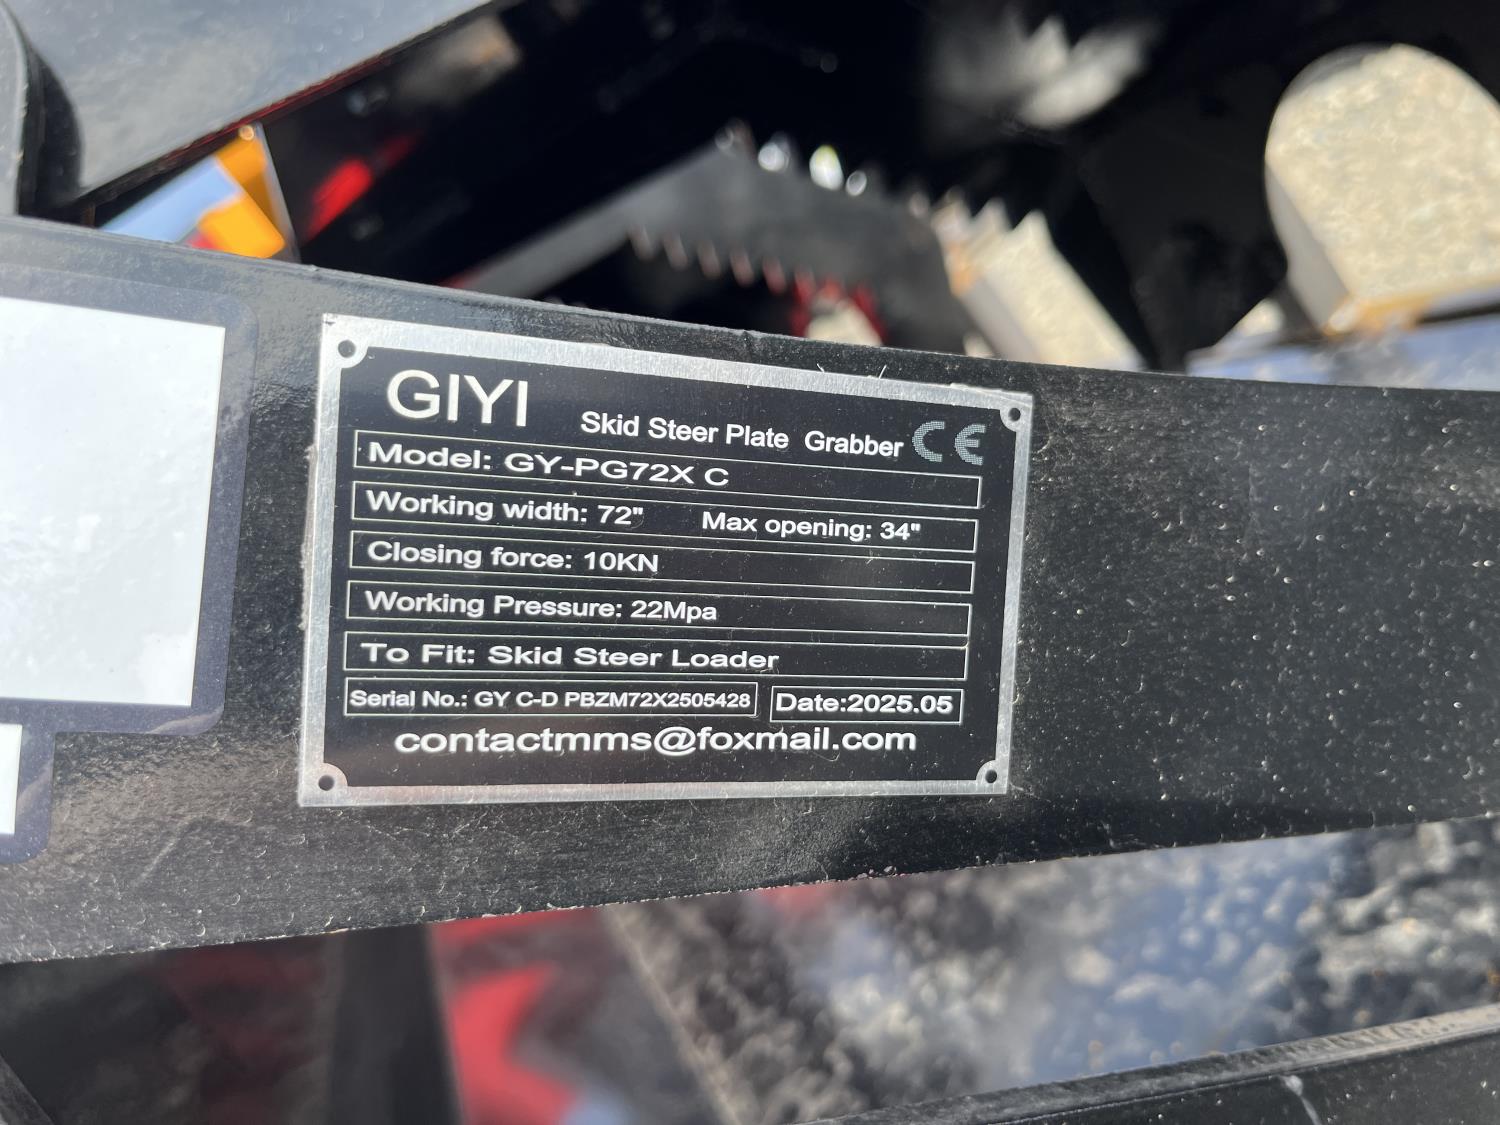 GIYI
Skid Steer Plate Grabber CE
Model: GY-PG72X C
Working width: 72" Max opening: 34"
Closing force: 10KN
Working Pressure: 22Mpa
To Fit: Skid Steer Loader
Serial No.: GY C-D PBZM72X2505428 Date:2025.05
contactmms@foxmail.com